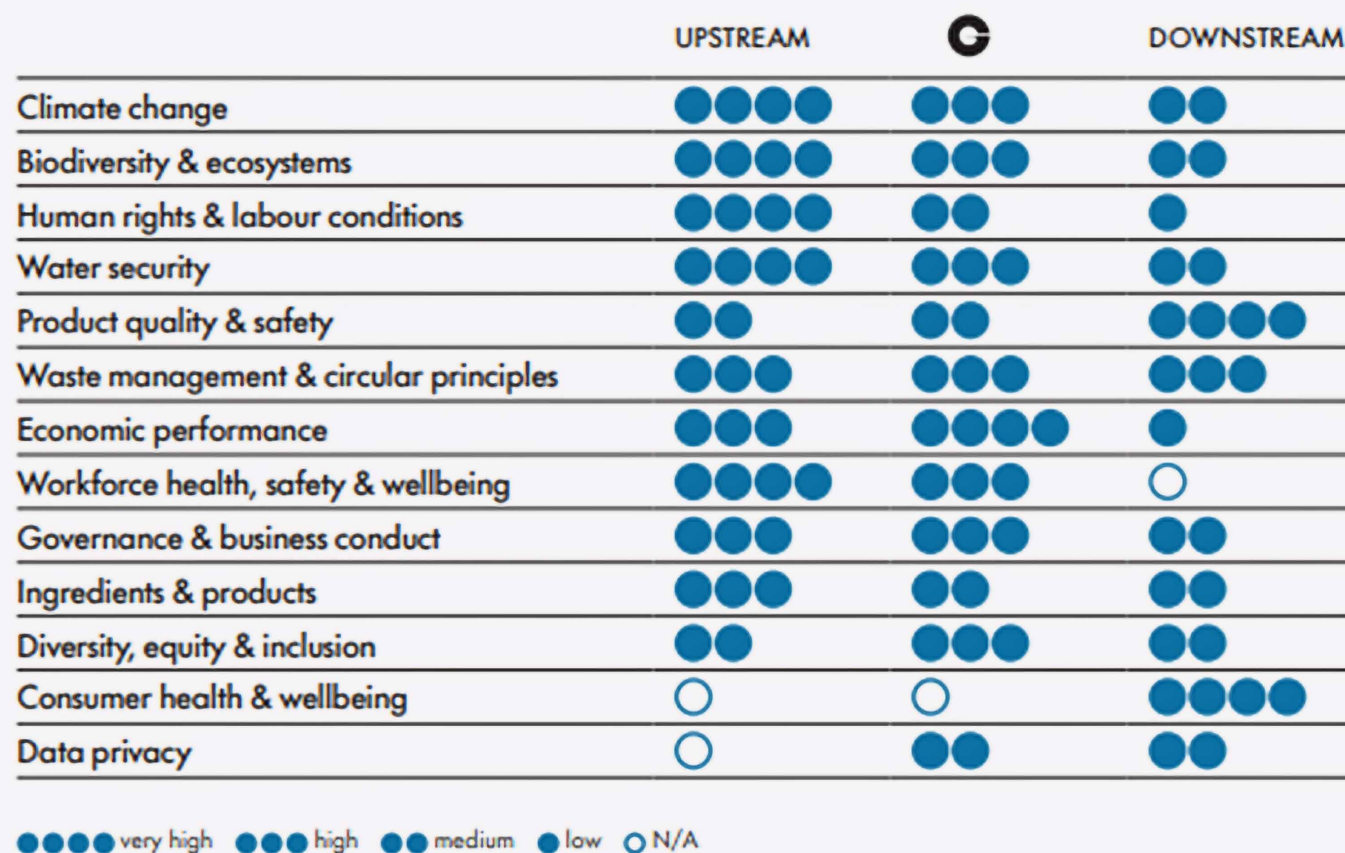 UPSTREAM DOWNSTREAM
Climate change
Biodiversity & ecosystems
Human rights & labour conditions
Water security
Product quality & safety
Waste management & circular principles
Economic performance
Workforce health, safety & wellbeing
Governance & business conduct
Ingredients & products
Diversity, equity & inclusion
Consumer health & wellbeing
Data privacy
very high high medium low N/A